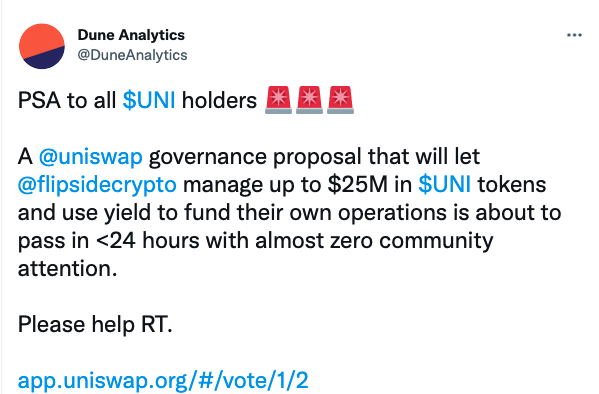 Dune Analytics
@DuneAnalytics
PSA to all $UNI holders 🚨🚨🚨
A @uniswap governance proposal that will let
@flipsidecrypto manage up to $25M in $UNI tokens
and use yield to fund their own operations is about to
pass in <24 hours with almost zero community
attention.
Please help RT.
app.uniswap.org/#/vote/1/2